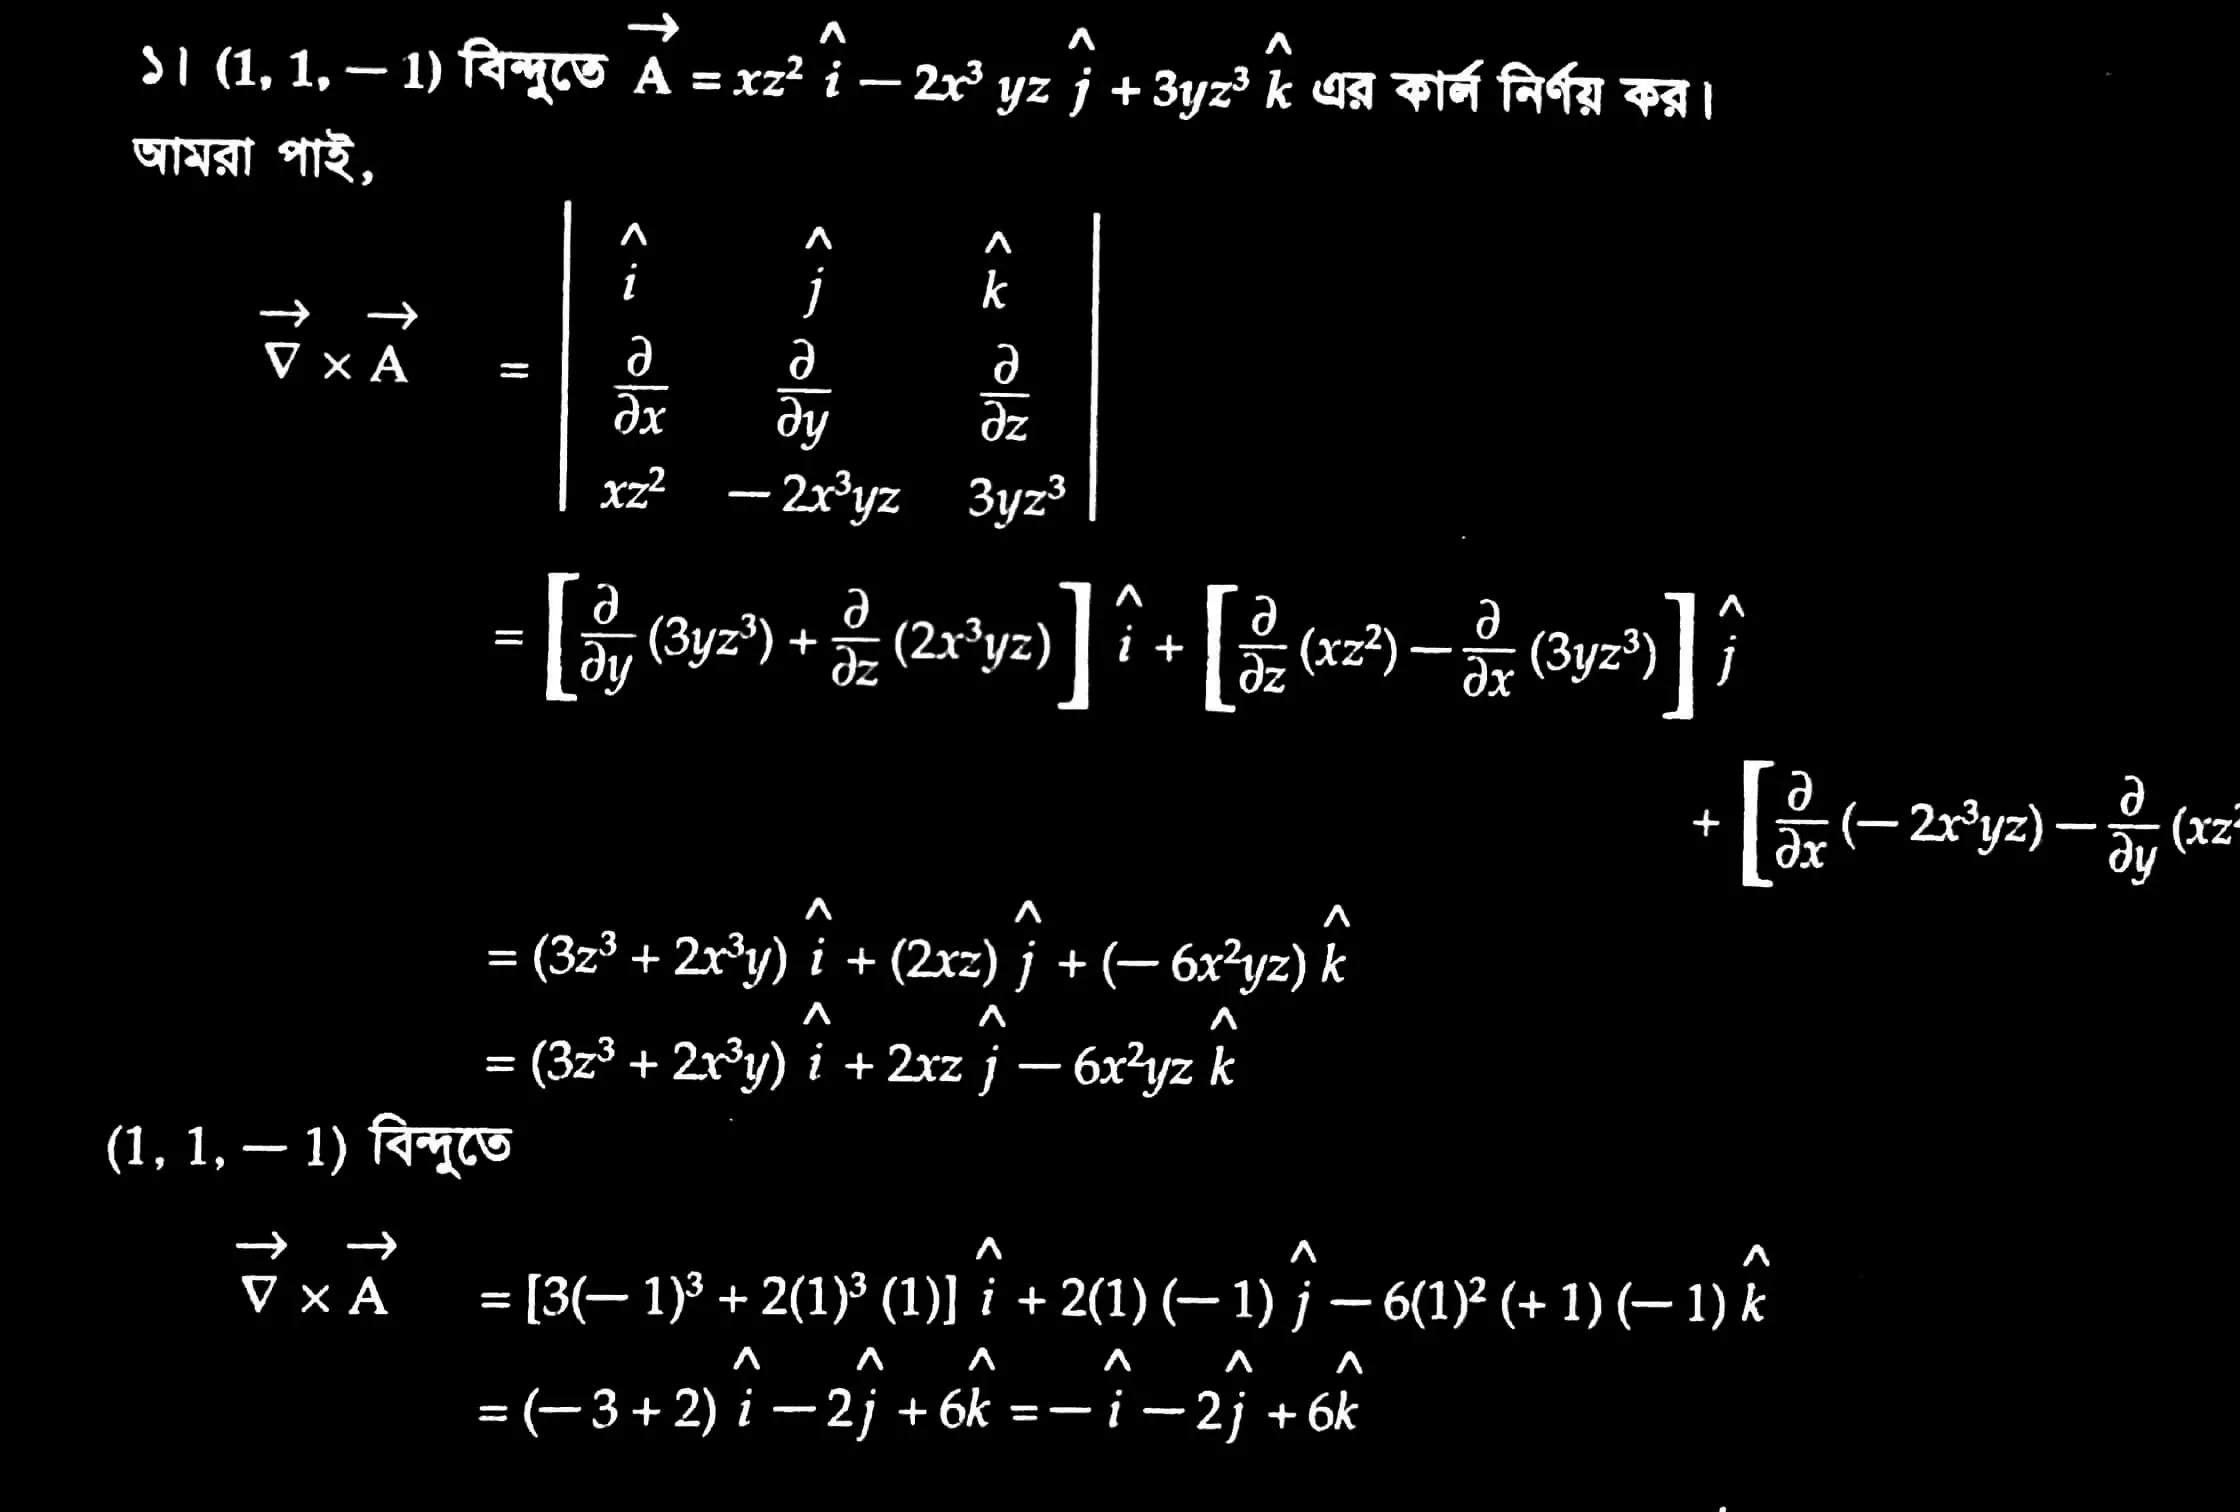 ১। (1, 1, – 1) বিন্দুতে $\vec{A} = xz^2 \hat{i} - 2x^3 yz \hat{j} + 3yz^3 \hat{k}$ এর কার্ল নির্ণয় কর।
আমরা পাই,
$\vec{\nabla} \times \vec{A} = \begin{vmatrix} \hat{i} & \hat{j} & \hat{k} \\ \frac{\partial}{\partial x} & \frac{\partial}{\partial y} & \frac{\partial}{\partial z} \\ xz^2 & -2x^3yz & 3yz^3 \end{vmatrix}$
$= \left[ \frac{\partial}{\partial y} (3yz^3) + \frac{\partial}{\partial z} (2x^3yz) \right] \hat{i} + \left[ \frac{\partial}{\partial z} (xz^2) - \frac{\partial}{\partial x} (3yz^3) \right] \hat{j}$
$+ \left[ \frac{\partial}{\partial x} (-2x^3yz) - \frac{\partial}{\partial y} (xz^2$
$= (3z^3 + 2x^3y) \hat{i} + (2xz) \hat{j} + (-6x^2yz) \hat{k}$
$= (3z^3 + 2x^3y) \hat{i} + 2xz \hat{j} - 6x^2yz \hat{k}$
(1, 1, – 1) বিন্দুতে
$\vec{\nabla} \times \vec{A} = [3(-1)^3 + 2(1)^3 (1)] \hat{i} + 2(1) (-1) \hat{j} - 6(1)^2 (+1) (-1) \hat{k}$
$= (-3 + 2) \hat{i} - 2\hat{j} + 6\hat{k} = -\hat{i} - 2\hat{j} + 6\hat{k}$